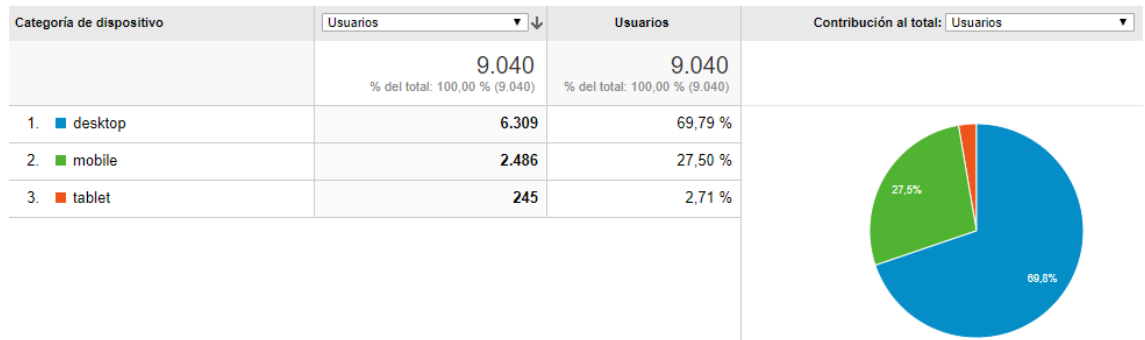 Categoría de dispositivo
Usuarios
Usuarios
Contribución al total: Usuarios
9.040
% del total: 100,00 % (9.040)
9.040
% del total: 100,00 % (9.040)
1. desktop 6.309 69,79 %
2. mobile 2.486 27,50 %
3. tablet 245 2,71 %
27,5%
69,8%